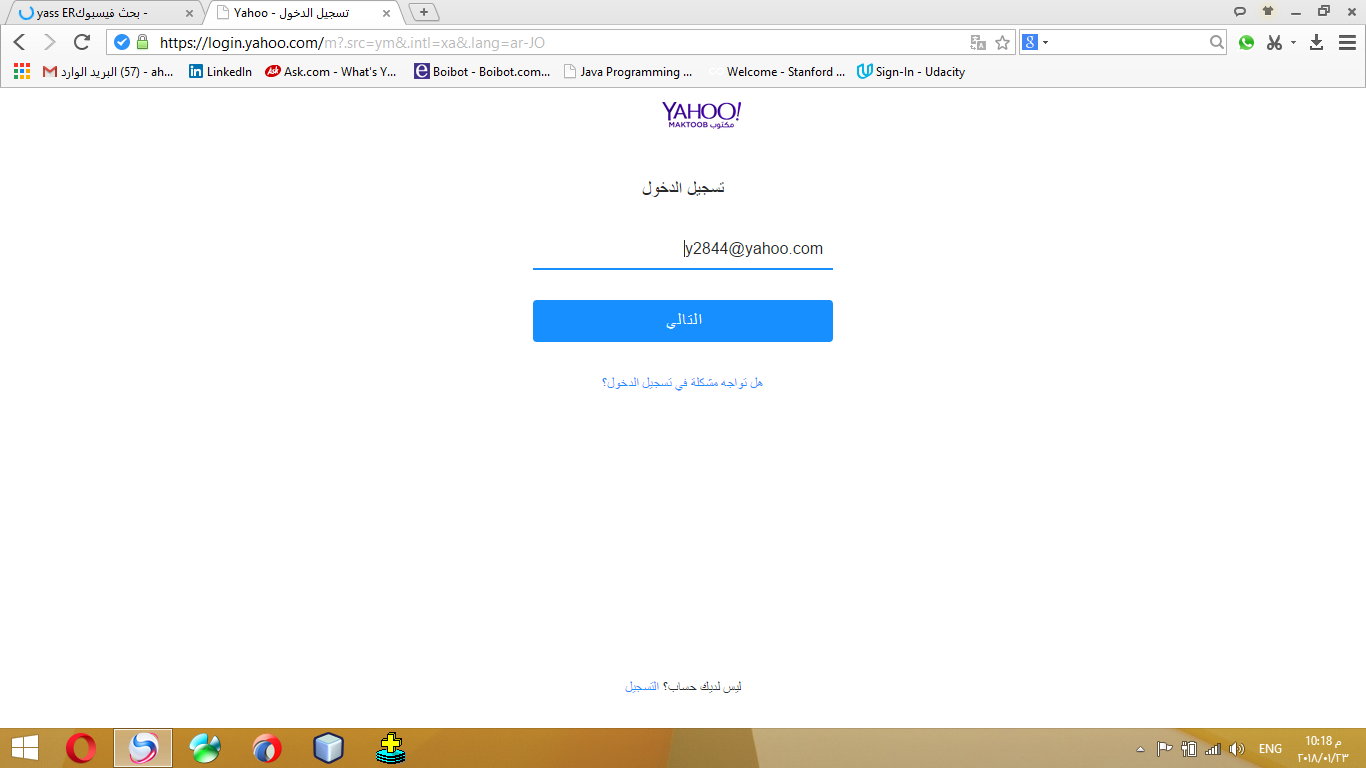 yass ERبحث فيسبوك -
Yahoo - تسجيل الدخول
https://login.yahoo.com/m?.src=ym&.intl=xa&.lang=ar-JO
البريد الوارد (57) - ah...
LinkedIn
Ask.com - What's Y...
Boibot - Boibot.com...
Java Programming ...
Welcome - Stanford ...
Sign-In - Udacity
YAHOO!
MAKTOOB مكتوب
تسجيل الدخول
y2844@yahoo.com
التالي
هل تواجه مشكلة في تسجيل الدخول؟
ليس لديك حساب؟ التسجيل
ENG
10:18 م
٢٠١٨/٠١/٢٣